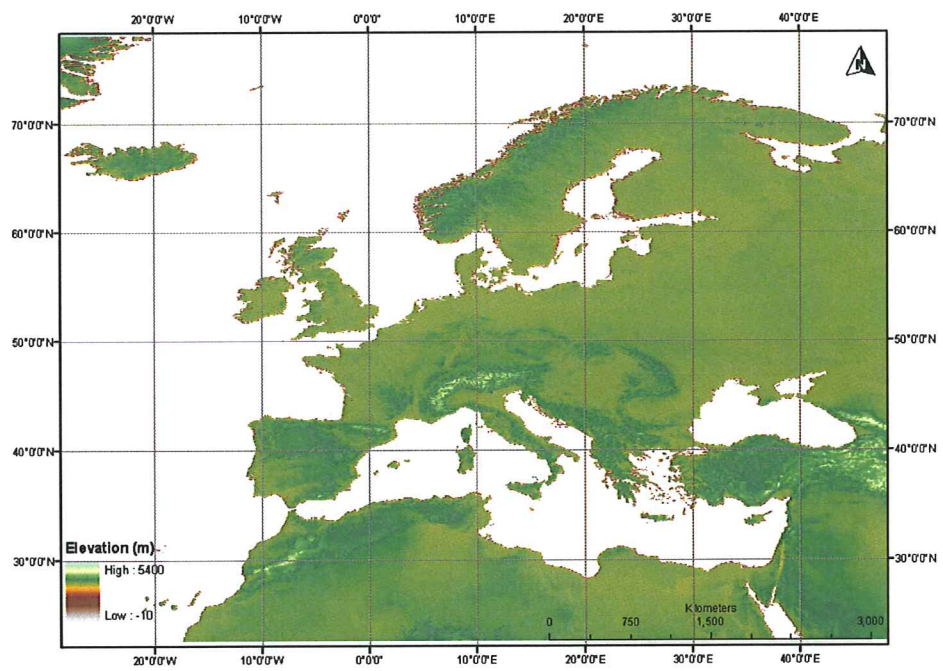 20°0'0"W 10°0'0"W 0°0'0" 10°0'0"E 20°0'0"E 30°0'0"E 40°0'0"E
N
70°0'0"N 70°0'0"N
60°0'0"N 60°0'0"N
50°0'0"N 50°0'0"N
40°0'0"N 40°0'0"N
30°0'0"N 30°0'0"N
Elevation (m)
High : 5400
Low : -10
Kilometers
0 750 1,500 3,000
20°0'0"W 10°0'0"W 0°0'0" 10°0'0"E 20°0'0"E 30°0'0"E 40°0'0"E